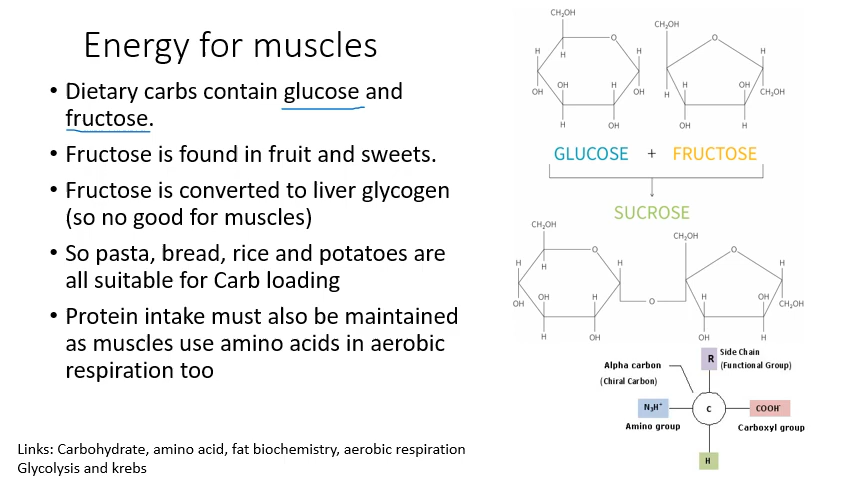 Energy for muscles
• Dietary carbs contain glucose and
fructose.
• Fructose is found in fruit and sweets.
• Fructose is converted to liver glycogen
(so no good for muscles)
• So pasta, bread, rice and potatoes are
all suitable for Carb loading
• Protein intake must also be maintained
as muscles use amino acids in aerobic
respiration too
Links: Carbohydrate, amino acid, fat biochemistry, aerobic respiration
Glycolysis and krebs
CH₂OH
CH₂OH
O
O
H
H
H
H
OH
H
H
OH
OH
OH
H
CH₂OH
H
OH
OH
H
GLUCOSE + FRUCTOSE
SUCROSE
CH₂OH
CH₂OH
O
O
H
H
H
H
OH
H
H
OH
OH
O
CH₂OH
H
OH
OH
H
R
Side Chain
(Functional Group)
Alpha carbon
(Chiral Carbon)
N₃H⁺
C
COOH⁻
Amino group
Carboxyl group
H